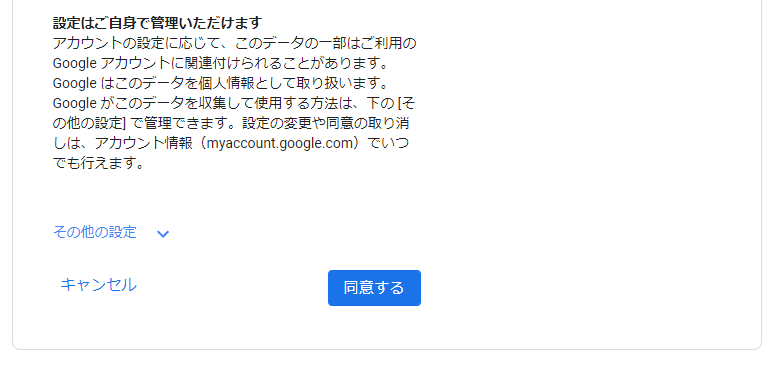 設定はご自身で管理いただけます
アカウントの設定に応じて、このデータの一部はご利用の
Google アカウントに関連付けられることがあります。
Google はこのデータを個人情報として取り扱います。
Google がこのデータを収集して使用する方法は、下の [そ
の他の設定] で管理できます。設定の変更や同意の取り消
しは、アカウント情報（myaccount.google.com）でいつ
でも行えます。
その他の設定
キャンセル
同意する